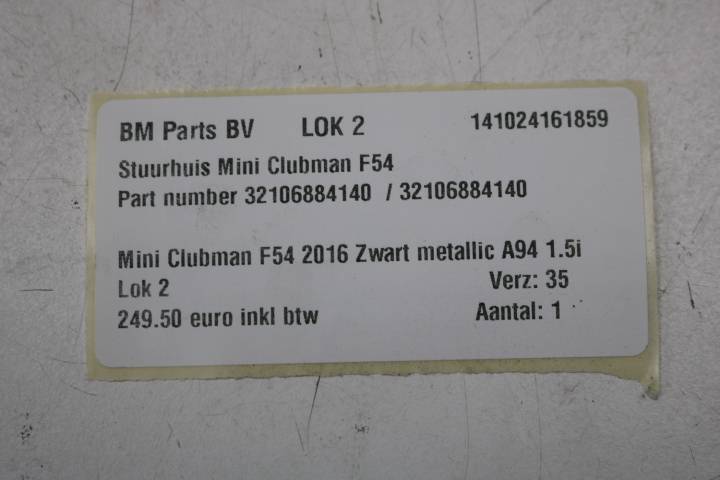 BM Parts BV LOK 2 141024161859
Stuurhuis Mini Clubman F54
Part number 32106884140 / 32106884140
Mini Clubman F54 2016 Zwart metallic A94 1.5i
Lok 2 Verz: 35
249.50 euro inkl btw Aantal: 1